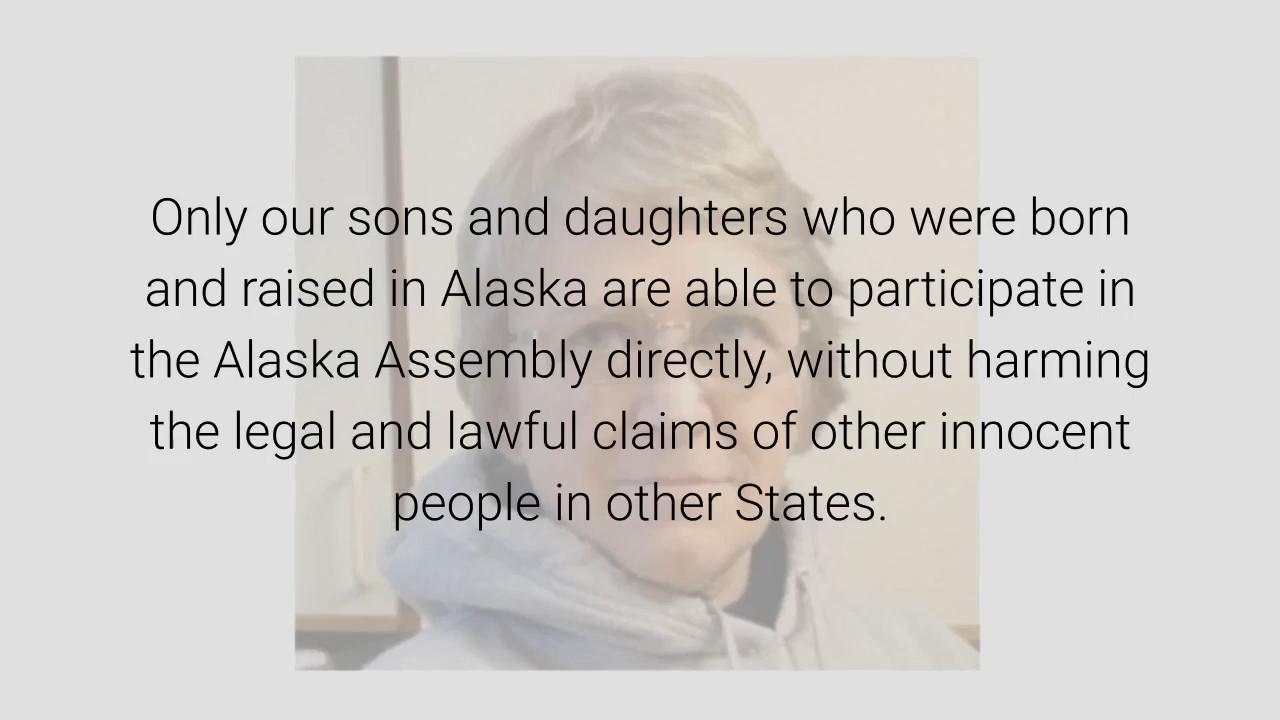 Only our sons and daughters who were born
and raised in Alaska are able to participate in
the Alaska Assembly directly, without harming
the legal and lawful claims of other innocent
people in other States.